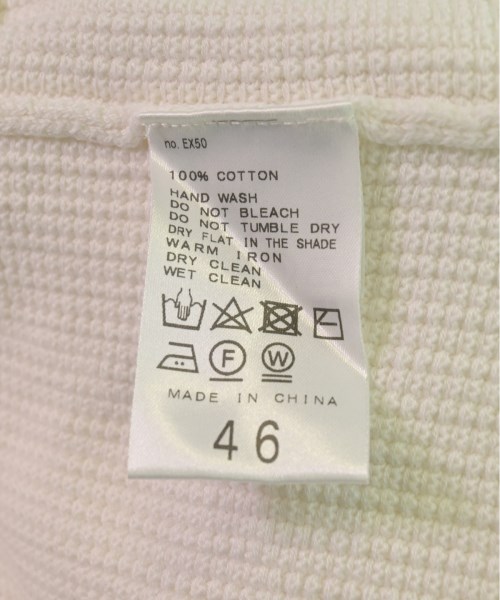 no. EX50
100% COTTON
HAND WASH
DO NOT BLEACH
DO NOT TUMBLE DRY
DRY FLAT IN THE SHADE
WARM IRON
DRY CLEAN
WET CLEAN
F W
MADE IN CHINA
46